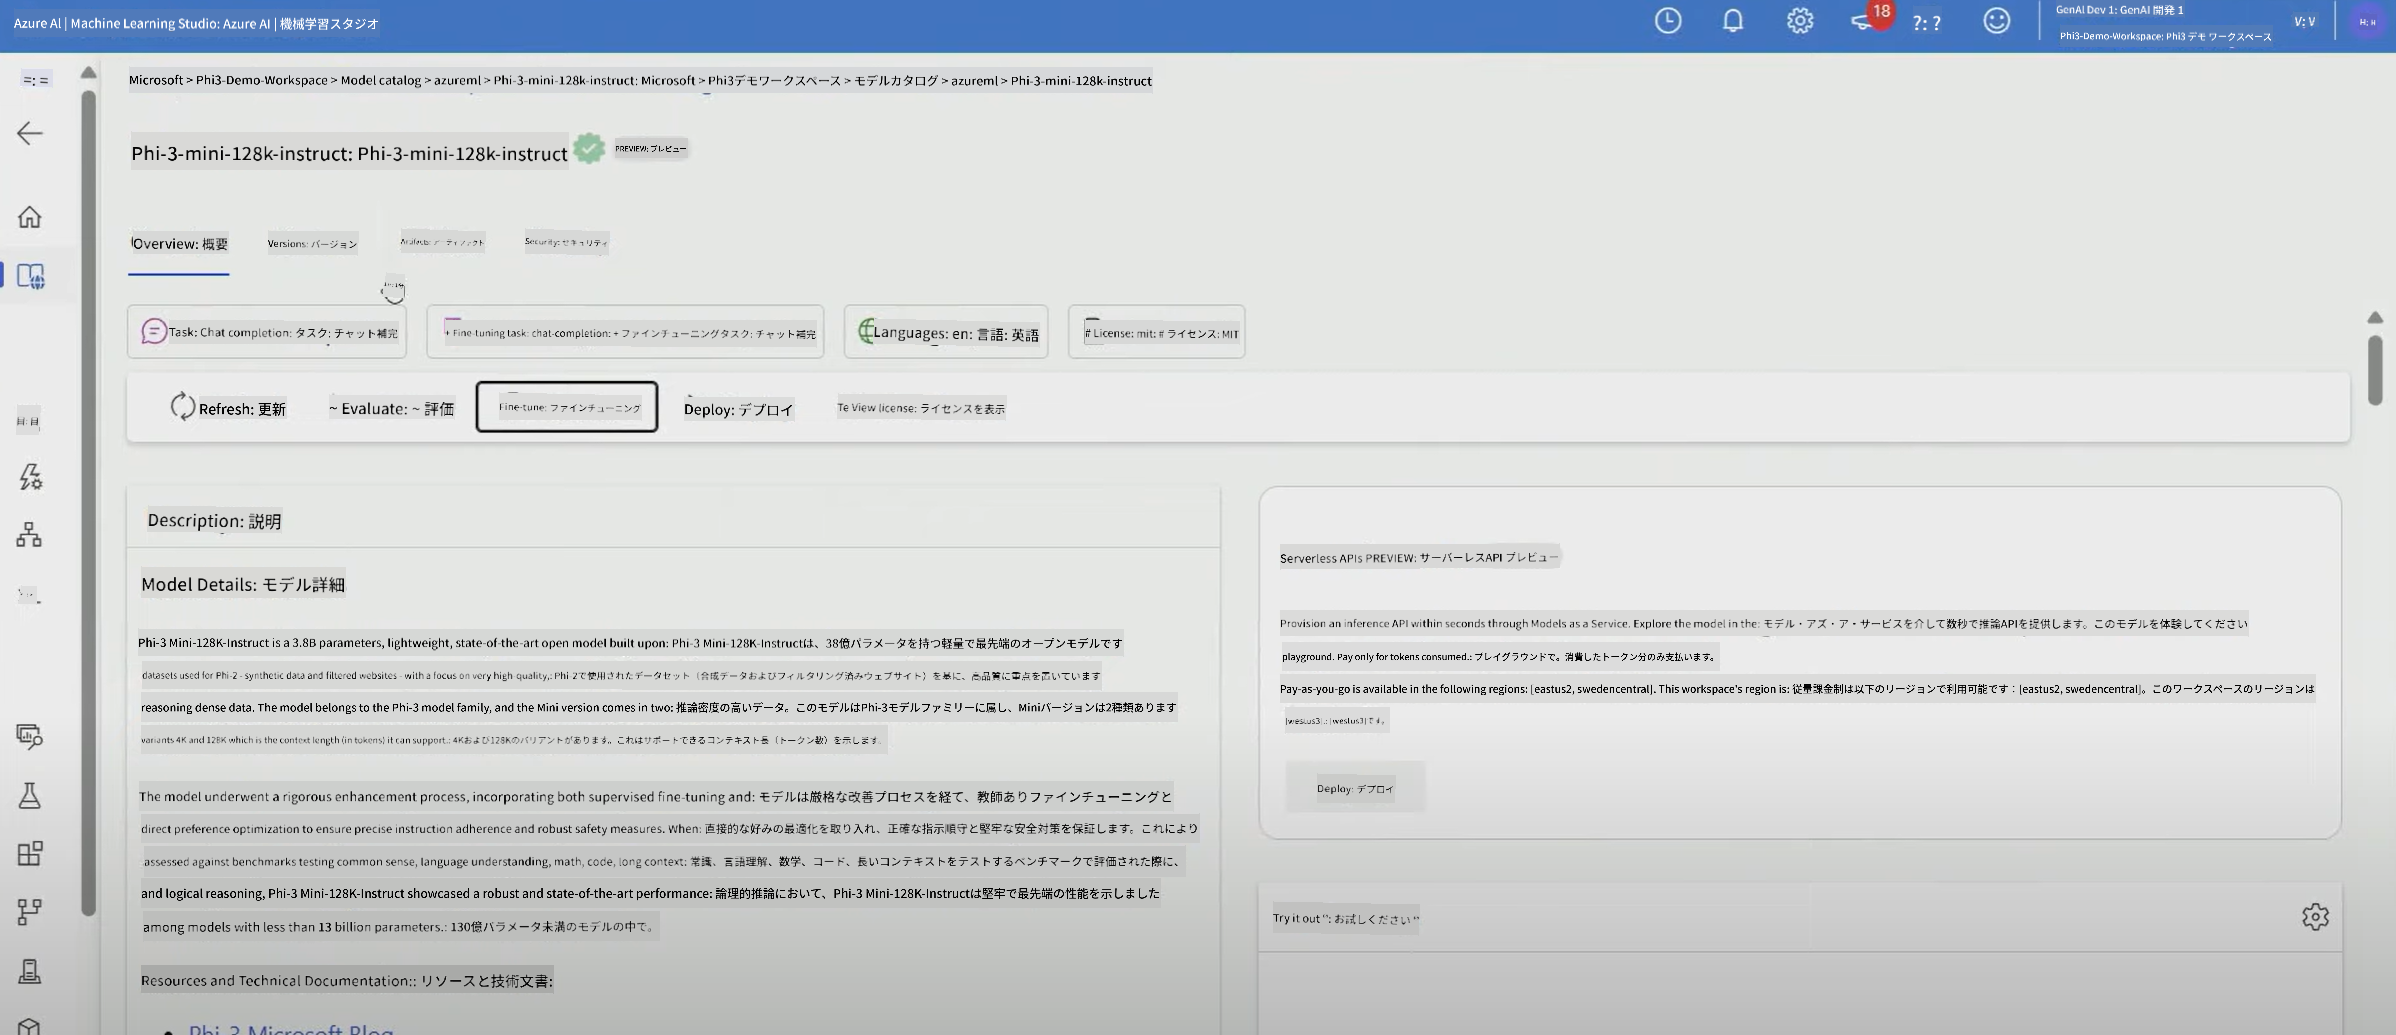 Azure AI | Machine Learning Studio: Azure AI | 機械学習スタジオ
18
?: ?
GenAI Dev 1: GenAI 開発 1
Phi3-Demo-Workspace: Phi3 デモ ワークスペース
V: V
H: H
=: =
Microsoft > Phi3-Demo-Workspace > Model catalog > azureml > Phi-3-mini-128k-instruct: Microsoft > Phi3デモワークスペース > モデルカタログ > azureml > Phi-3-mini-128k-instruct
Phi-3-mini-128k-instruct: Phi-3-mini-128k-instruct
PREVIEW: プレビュー
Overview: 概要
Versions: バージョン
Artifacts: アーティファクト
Security: セキュリティ
Task: Chat completion: タスク: チャット補完
+ Fine-tuning task: chat-completion: + ファインチューニングタスク: チャット補完
Languages: en: 言語: 英語
# License: mit: # ライセンス: MIT
Refresh: 更新
~ Evaluate: ~ 評価
Fine-tune: ファインチューニング
Deploy: デプロイ
Te View license: ライセンスを表示
目: 目
Description: 説明
Model Details: モデル詳細
Phi-3 Mini-128K-Instruct is a 3.8B parameters, lightweight, state-of-the-art open model built upon: Phi-3 Mini-128K-Instructは、38億パラメータを持つ軽量で最先端のオープンモデルです
datasets used for Phi-2 - synthetic data and filtered websites - with a focus on very high-quality,: Phi-2で使用されたデータセット（合成データおよびフィルタリング済みウェブサイト）を基に、高品質に重点を置いています
reasoning dense data. The model belongs to the Phi-3 model family, and the Mini version comes in two: 推論密度の高いデータ。このモデルはPhi-3モデルファミリーに属し、Miniバージョンは2種類あります
variants 4K and 128K which is the context length (in tokens) it can support.: 4Kおよび128Kのバリアントがあります。これはサポートできるコンテキスト長（トークン数）を示します。
The model underwent a rigorous enhancement process, incorporating both supervised fine-tuning and: モデルは厳格な改善プロセスを経て、教師ありファインチューニングと
direct preference optimization to ensure precise instruction adherence and robust safety measures. When: 直接的な好みの最適化を取り入れ、正確な指示順守と堅牢な安全対策を保証します。これにより
assessed against benchmarks testing common sense, language understanding, math, code, long context: 常識、言語理解、数学、コード、長いコンテキストをテストするベンチマークで評価された際に、
and logical reasoning, Phi-3 Mini-128K-Instruct showcased a robust and state-of-the-art performance: 論理的推論において、Phi-3 Mini-128K-Instructは堅牢で最先端の性能を示しました
among models with less than 13 billion parameters.: 130億パラメータ未満のモデルの中で。
Resources and Technical Documentation:: リソースと技術文書:
• Phi-3 Microsoft Blog
Serverless APIs PREVIEW: サーバーレスAPI プレビュー
Provision an inference API within seconds through Models as a Service. Explore the model in the: モデル・アズ・ア・サービスを介して数秒で推論APIを提供します。このモデルを体験してください
playground. Pay only for tokens consumed.: プレイグラウンドで。消費したトークン分のみ支払います。
Pay-as-you-go is available in the following regions: [eastus2, swedencentral]. This workspace's region is: 従量課金制は以下のリージョンで利用可能です：[eastus2, swedencentral]。このワークスペースのリージョンは
[westus3].: [westus3]です。
Deploy: デプロイ
Try it out ": お試しください "